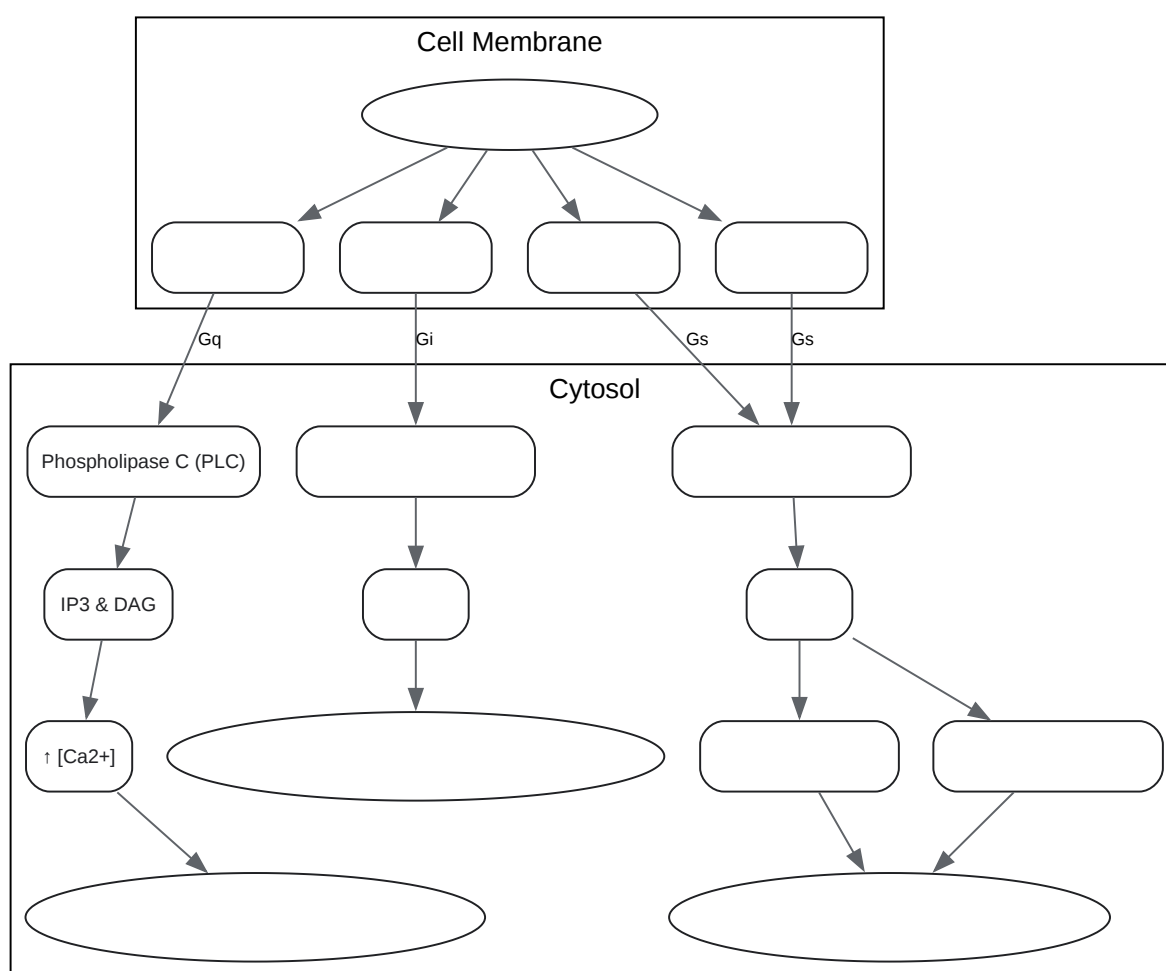 Cell Membrane
Gq
Gi
Gs
Gs
Cytosol
Phospholipase C (PLC)
IP3 & DAG
↑ [Ca2+]